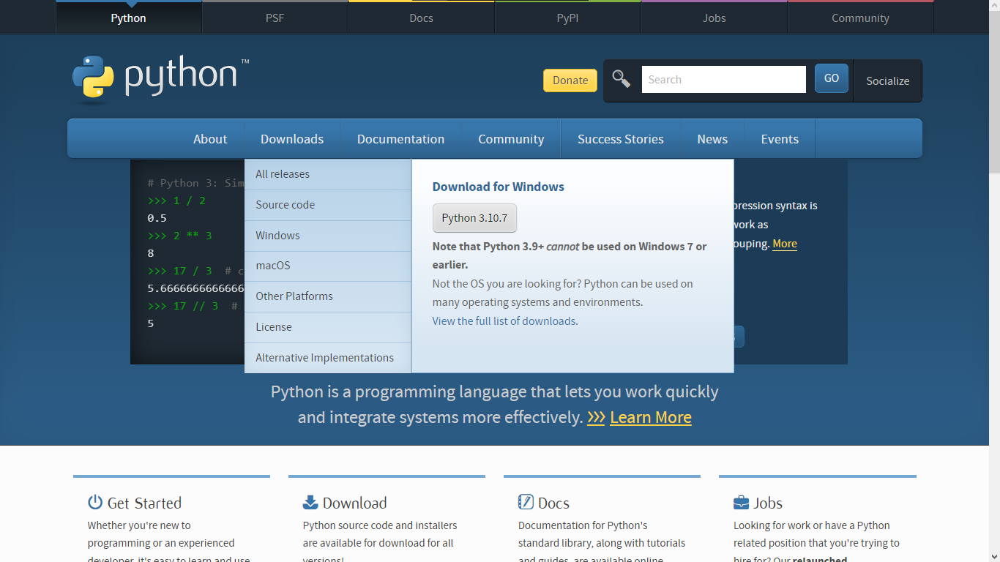 Python
PSF
Docs
PyPI
Jobs
Community
python™
Donate
Search
GO
Socialize
About
Downloads
Documentation
Community
Success Stories
News
Events
# Python 3: Sim
>>> 1 / 2
0.5
>>> 2 ** 3
8
>>> 17 / 3 # c
5.6666666666666
>>> 17 // 3 #
5
All releases
Source code
Windows
macOS
Other Platforms
License
Alternative Implementations
Download for Windows
Python 3.10.7
Note that Python 3.9+ cannot be used on Windows 7 or
earlier.
Not the OS you are looking for? Python can be used on
many operating systems and environments.
View the full list of downloads.
pression syntax is
work as
ouping. More
Python is a programming language that lets you work quickly
and integrate systems more effectively. >>> Learn More
Get Started
Whether you're new to
programming or an experienced
developer, it's easy to learn and use
Download
Python source code and installers
are available for download for all
versions!
Docs
Documentation for Python's
standard library, along with tutorials
and guides, are available online.
Jobs
Looking for work or have a Python
related position that you're trying to
hire for? Our relaunched